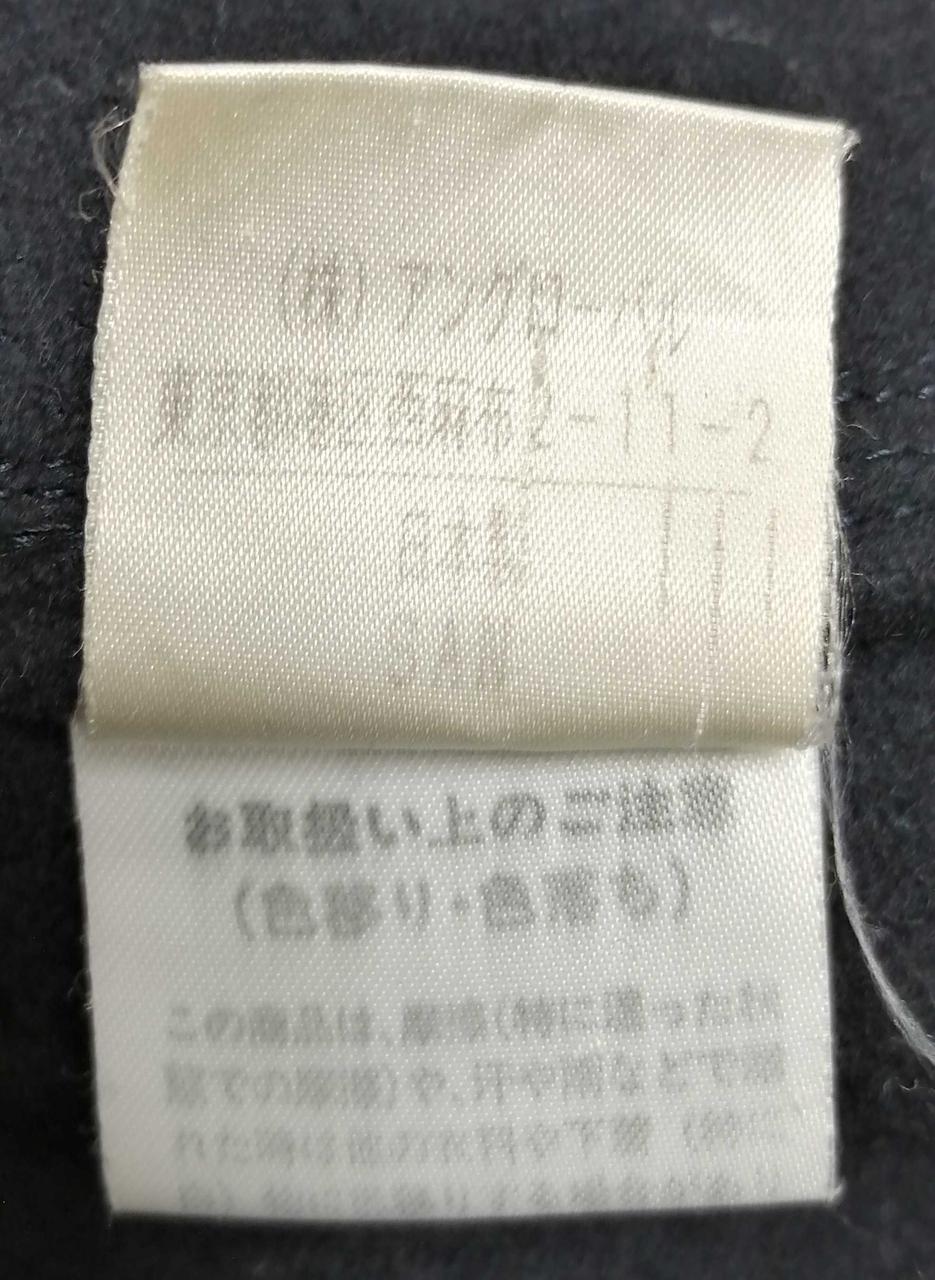 (株)アングローバル
東京都港区西麻布2-11-2
日本製
お取扱い上のご注意
(色移り・色落ち)
この商品は、摩擦(特に湿った状
態での摩擦)や、汗や雨などで濡
れた時は他の衣料や下着